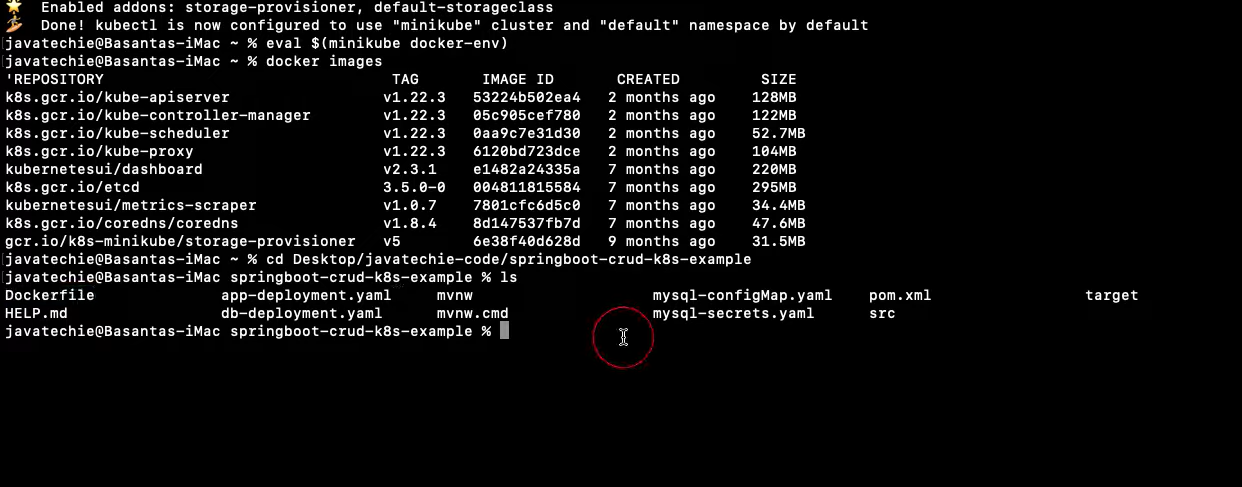 Enabled addons: storage-provisioner, default-storageclass
Done! kubectl is now configured to use "minikube" cluster and "default" namespace by default
[javatechie@Basantas-iMac ~ % eval $(minikube docker-env)
[javatechie@Basantas-iMac ~ % docker images
'REPOSITORY TAG IMAGE ID CREATED SIZE
k8s.gcr.io/kube-apiserver v1.22.3 53224b502ea4 2 months ago 128MB
k8s.gcr.io/kube-controller-manager v1.22.3 05c905cef780 2 months ago 122MB
k8s.gcr.io/kube-scheduler v1.22.3 0aa9c7e31d30 2 months ago 52.7MB
k8s.gcr.io/kube-proxy v1.22.3 6120bd723dce 2 months ago 104MB
kubernetesui/dashboard v2.3.1 e1482a24335a 7 months ago 220MB
k8s.gcr.io/etcd 3.5.0-0 004811815584 7 months ago 295MB
kubernetesui/metrics-scraper v1.0.7 7801cfc6d5c0 7 months ago 34.4MB
k8s.gcr.io/coredns/coredns v1.8.4 8d147537fb7d 7 months ago 47.6MB
gcr.io/k8s-minikube/storage-provisioner v5 6e38f40d628d 9 months ago 31.5MB
[javatechie@Basantas-iMac ~ % cd Desktop/javatechie-code/springboot-crud-k8s-example
[javatechie@Basantas-iMac springboot-crud-k8s-example % ls
Dockerfile app-deployment.yaml mvnw mysql-configMap.yaml pom.xml target
HELP.md db-deployment.yaml mvnw.cmd mysql-secrets.yaml src
javatechie@Basantas-iMac springboot-crud-k8s-example %